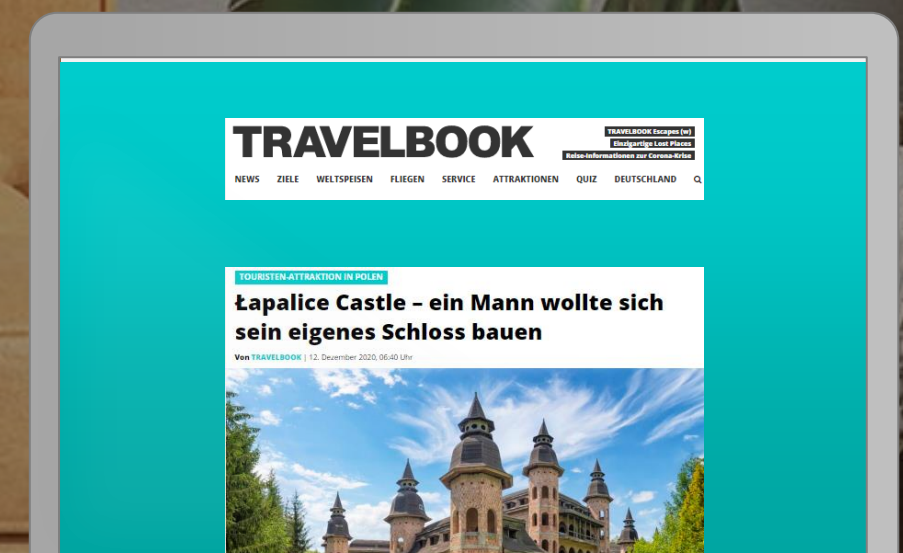 TRAVELBOOK
TRAVELBOOK Escapes (w)
Einzigartige Lost Places
Reise-Informationen zur Corona-Krise
NEWS ZIELE WELTSPEISEN FLIEGEN SERVICE ATTRAKTIONEN QUIZ DEUTSCHLAND
TOURISTEN-ATTRAKTION IN POLEN
Łapalice Castle – ein Mann wollte sich
sein eigenes Schloss bauen
Von TRAVELBOOK | 12. Dezember 2020, 06:40 Uhr